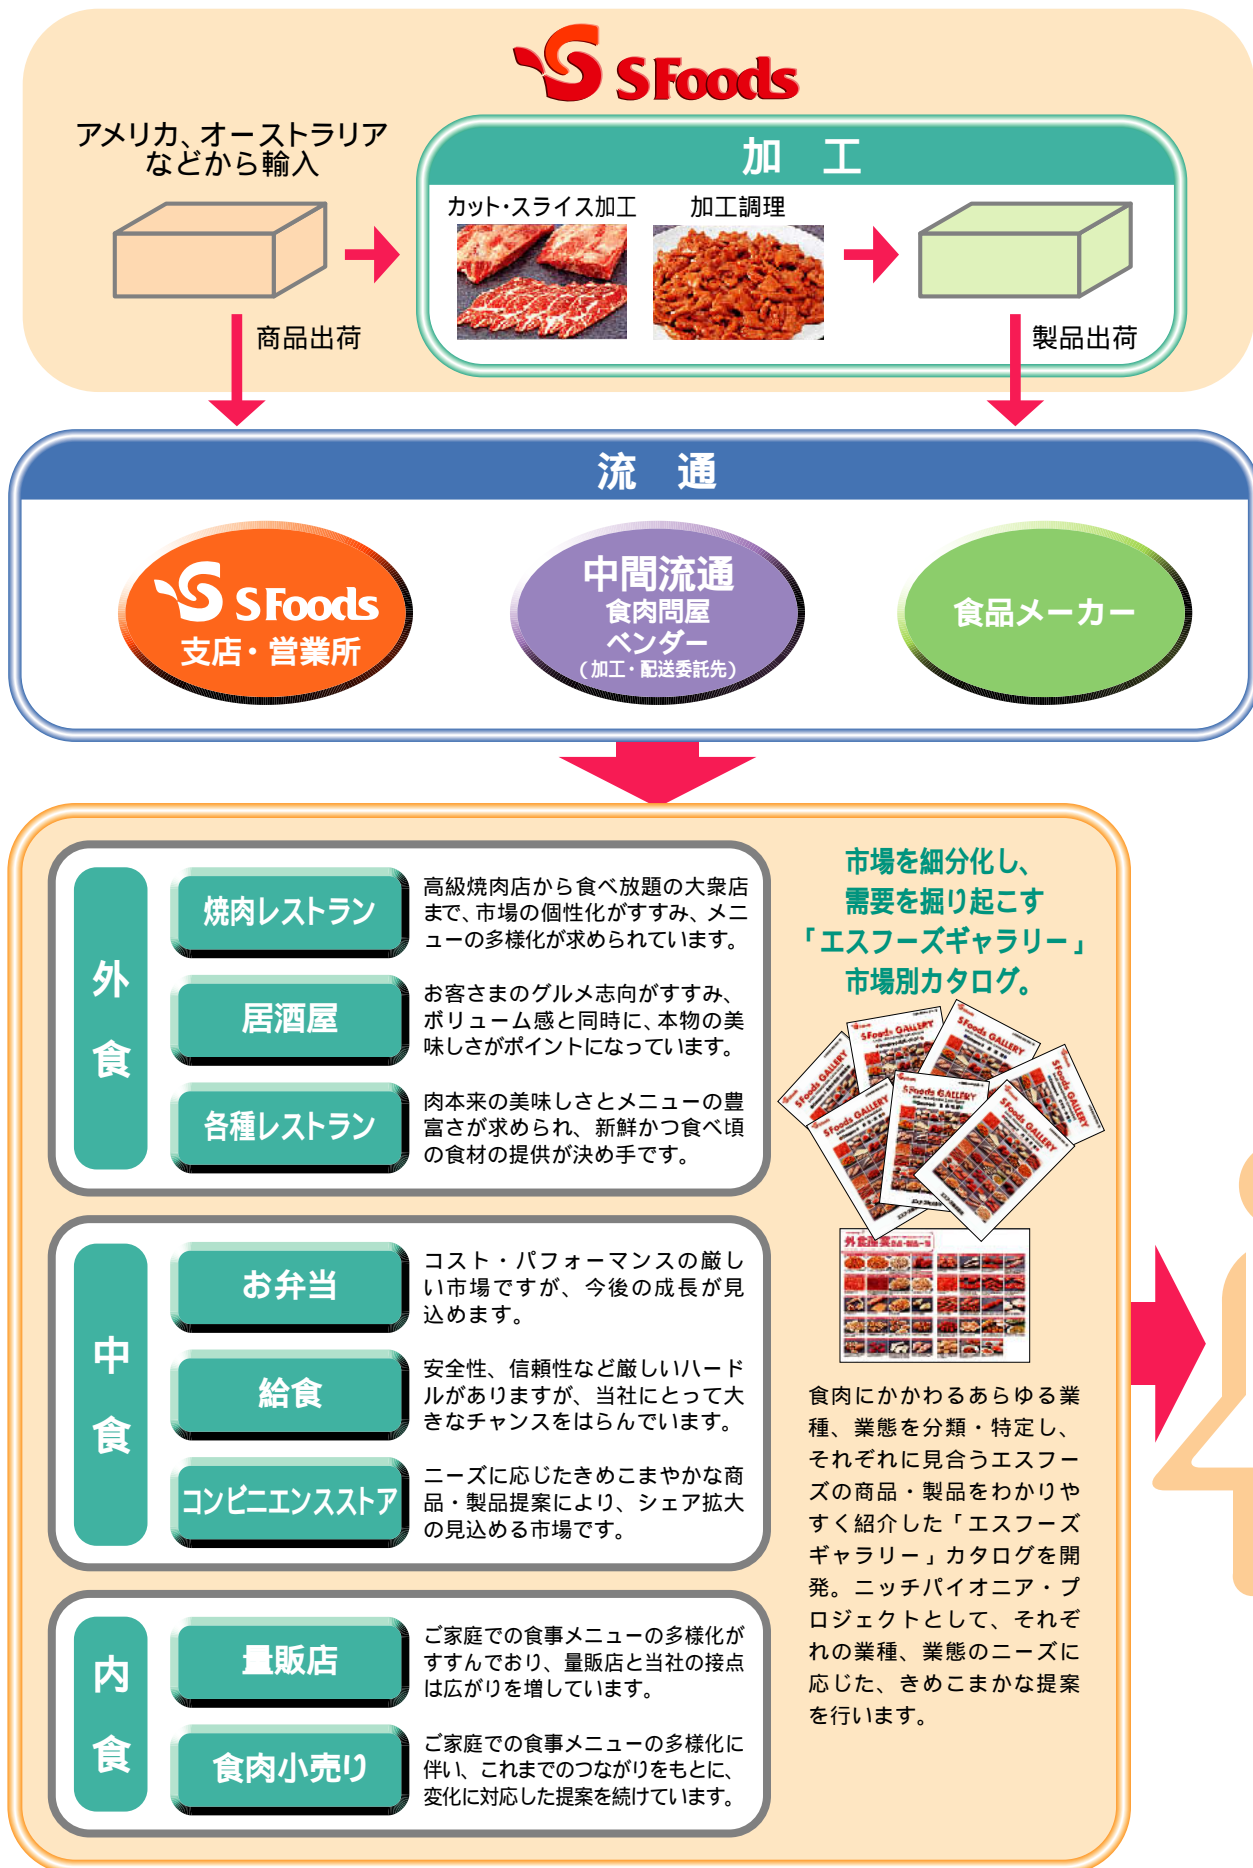 S Foods
アメリカ、オーストラリア
などから輸入
加 工
カット・スライス加工
加工調理
商品出荷
製品出荷
流 通
S Foods
支店・営業所
中間流通
食肉問屋
ベンダー
(加工・配送委託先)
食品メーカー
外食
焼肉レストラン
高級焼肉店から食べ放題の大衆店
まで、市場の個性化がすすみ、メニ
ューの多様化が求められています。
居酒屋
お客さまのグルメ志向がすすみ、
ボリューム感と同時に、本物の美
味しさがポイントになっています。
各種レストラン
肉本来の美味しさとメニューの豊
富さが求められ、新鮮かつ食べ頃
の食材の提供が決め手です。
中食
お弁当
コスト・パフォーマンスの厳し
い市場ですが、今後の成長が見
込めます。
給食
安全性、信頼性など厳しいハード
ルがありますが、当社にとって大
きなチャンスをはらんでいます。
コンビニエンスストア
ニーズに応じたきめこまやかな商
品・製品提案により、シェア拡大
の見込める市場です。
内食
量販店
ご家庭での食事メニューの多様化が
すすんでおり、量販店と当社の接点
は広がりを増しています。
食肉小売り
ご家庭での食事メニューの多様化に
伴い、これまでのつながりをもとに、
変化に対応した提案を続けています。
市場を細分化し、
需要を掘り起こす
「エスフーズギャラリー」
市場別カタログ。
SFoods GALLERY
SFoods GALLERY
SFoods GALLERY
SFoods GALLERY
SFoods GALLERY
SFoods GALLERY
SFoods GALLERY
外食産業
食肉にかかわるあらゆる業
種、業態を分類・特定し、
それぞれに見合うエスフー
ズの商品・製品をわかりや
すく紹介した「エスフーズ
ギャラリー」カタログを開
発。ニッチパイオニア・プ
ロジェクトとして、それぞ
れの業種、業態のニーズに
応じた、きめこまかな提案
を行います。